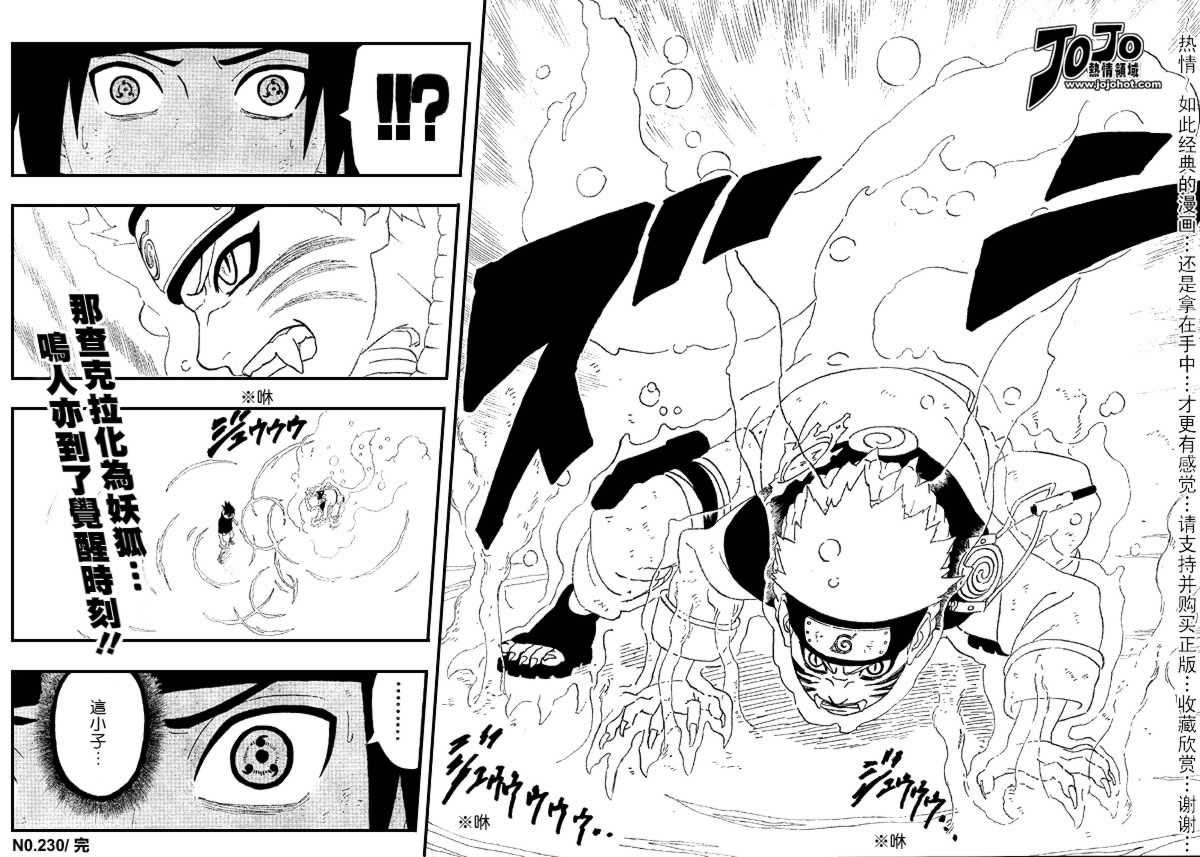 JoJo
熱情領域
www.jojohot.com
热情 如此经典的漫画…还是拿在手中…才更有感觉…请支持并购买正版…收藏欣赏…谢谢…
ドン
ジュウウウ…
※咻
ジュウウウウウ…
※咻
!!?
※咻
ジュウゥゥ
那查克拉化為妖狐…
鳴人亦到了覺醒時刻!!
………
這小子…
N0.230/ 完